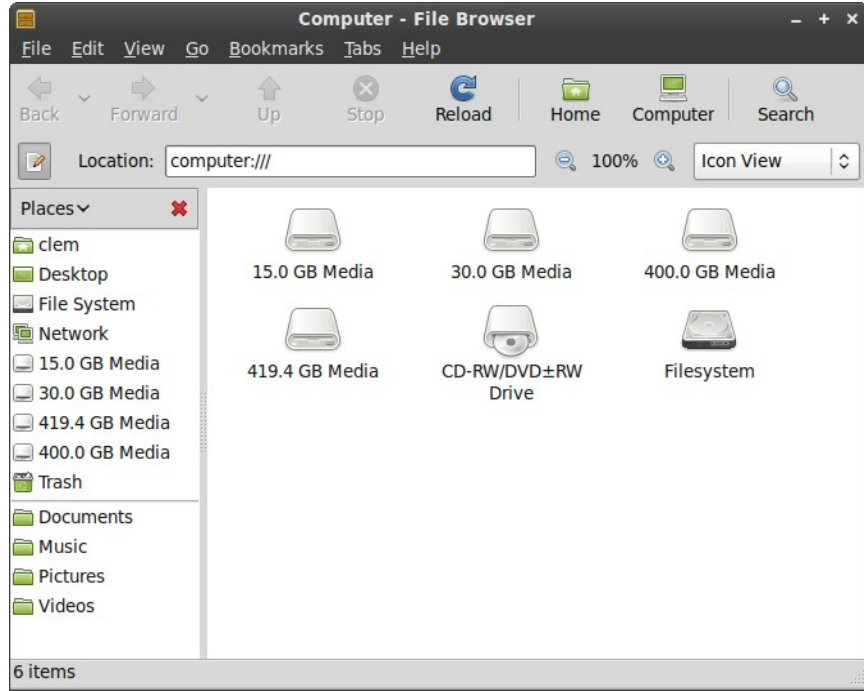 Computer - File Browser
File Edit View Go Bookmarks Tabs Help
Back Forward Up Stop Reload Home Computer Search
Location: computer:/// 100% Icon View
Places
clem
Desktop
File System
Network
15.0 GB Media
30.0 GB Media
419.4 GB Media
400.0 GB Media
Trash
Documents
Music
Pictures
Videos
15.0 GB Media 30.0 GB Media 400.0 GB Media
419.4 GB Media CD-RW/DVD±RW Filesystem
Drive
6 items